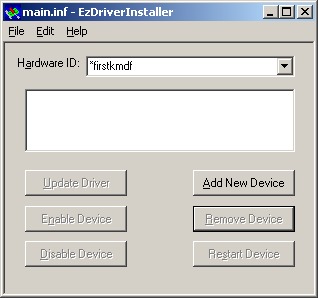 main.inf - EzDriverInstaller
File Edit Help
Hardware ID: *firstkmdf
Update Driver Add New Device
Enable Device Remove Device
Disable Device Restart Device